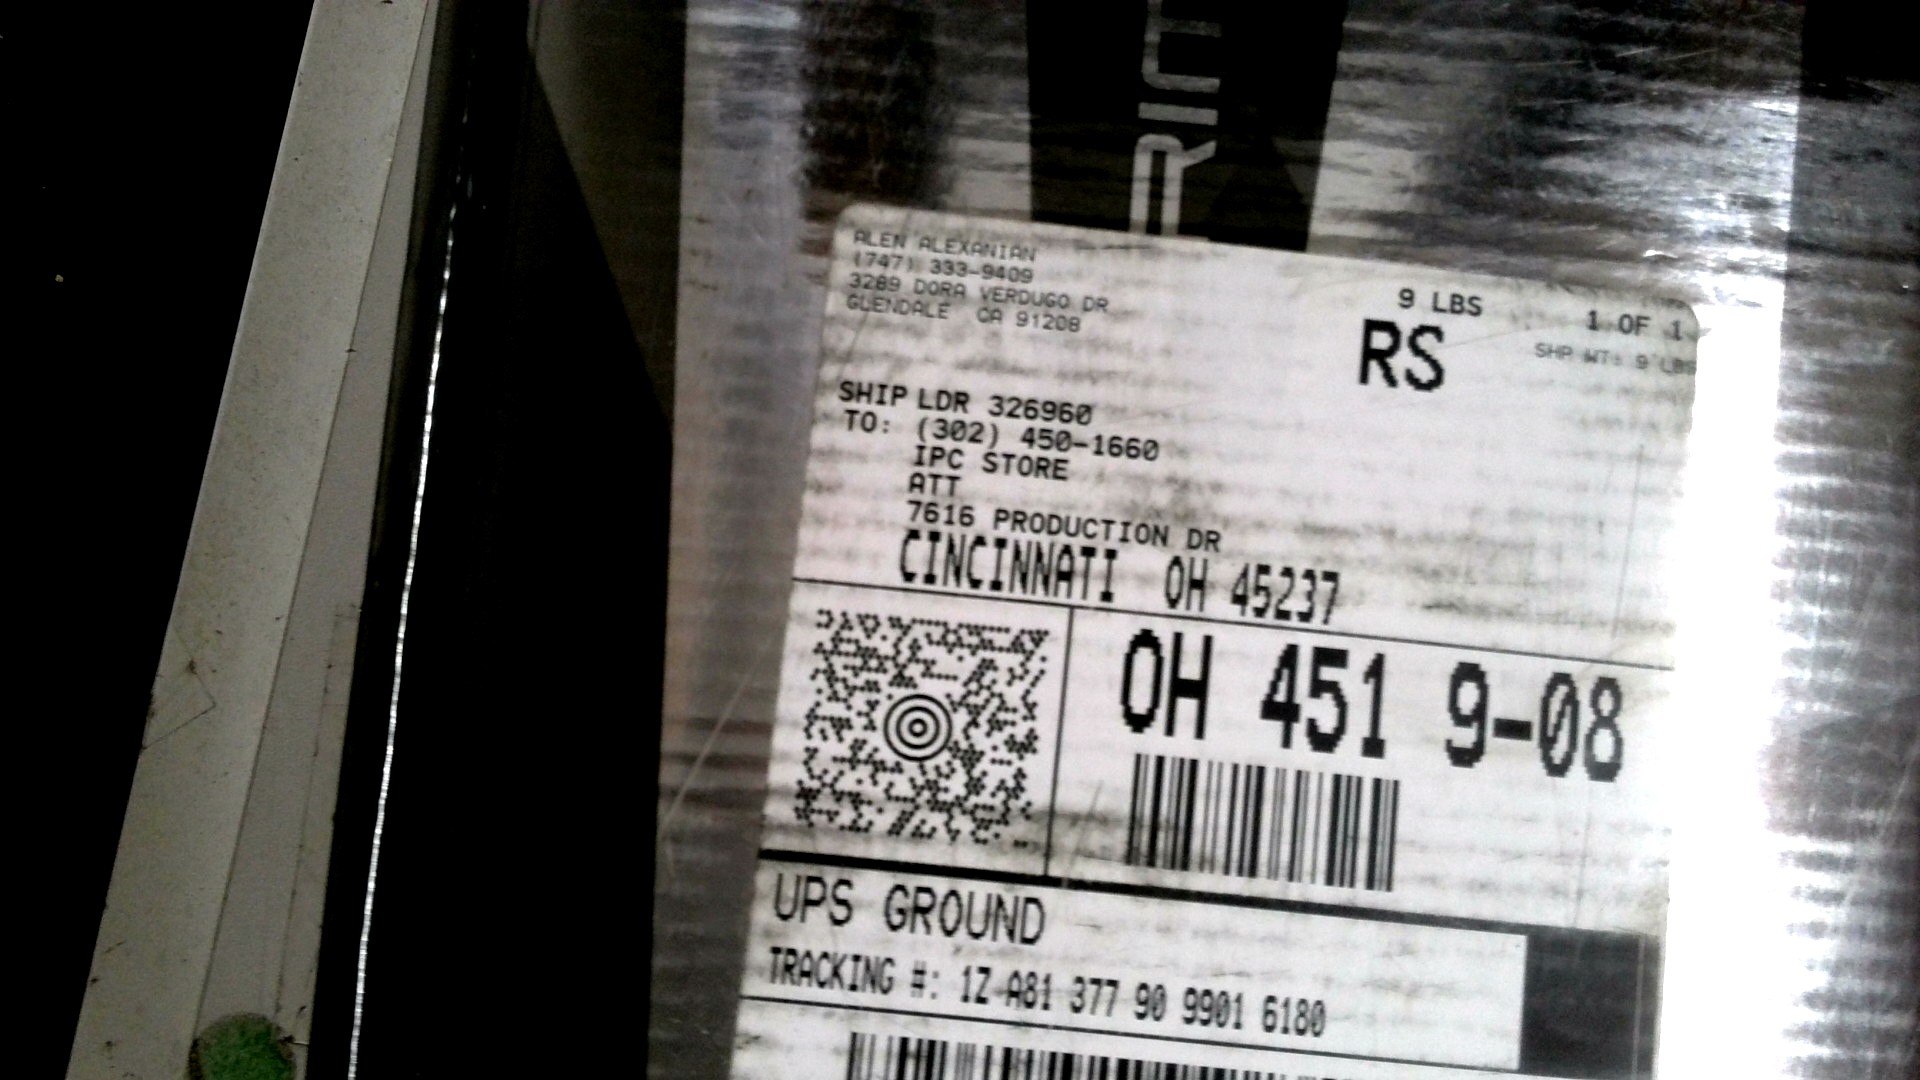 ALEN ALEXANIAN
(747) 333-9409
3289 DORA VERDUGO DR
GLENDALE CA 91208
9 LBS
1 OF 1
RS
SHP WT: 9 LBS
SHIP LDR 326960
TO: (302) 450-1660
IPC STORE
ATT
7616 PRODUCTION DR
CINCINNATI OH 45237
OH 451 9-08
UPS GROUND
TRACKING #: 1Z A81 377 90 9901 6180